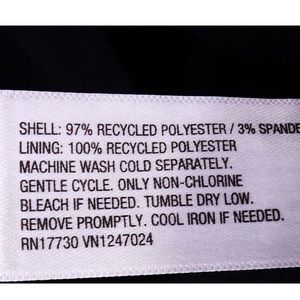 SHELL: 97% RECYCLED POLYESTER / 3% SPANDE
LINING: 100% RECYCLED POLYESTER
MACHINE WASH COLD SEPARATELY.
GENTLE CYCLE. ONLY NON-CHLORINE
BLEACH IF NEEDED. TUMBLE DRY LOW.
REMOVE PROMPTLY. COOL IRON IF NEEDED.
RN17730 VN1247024